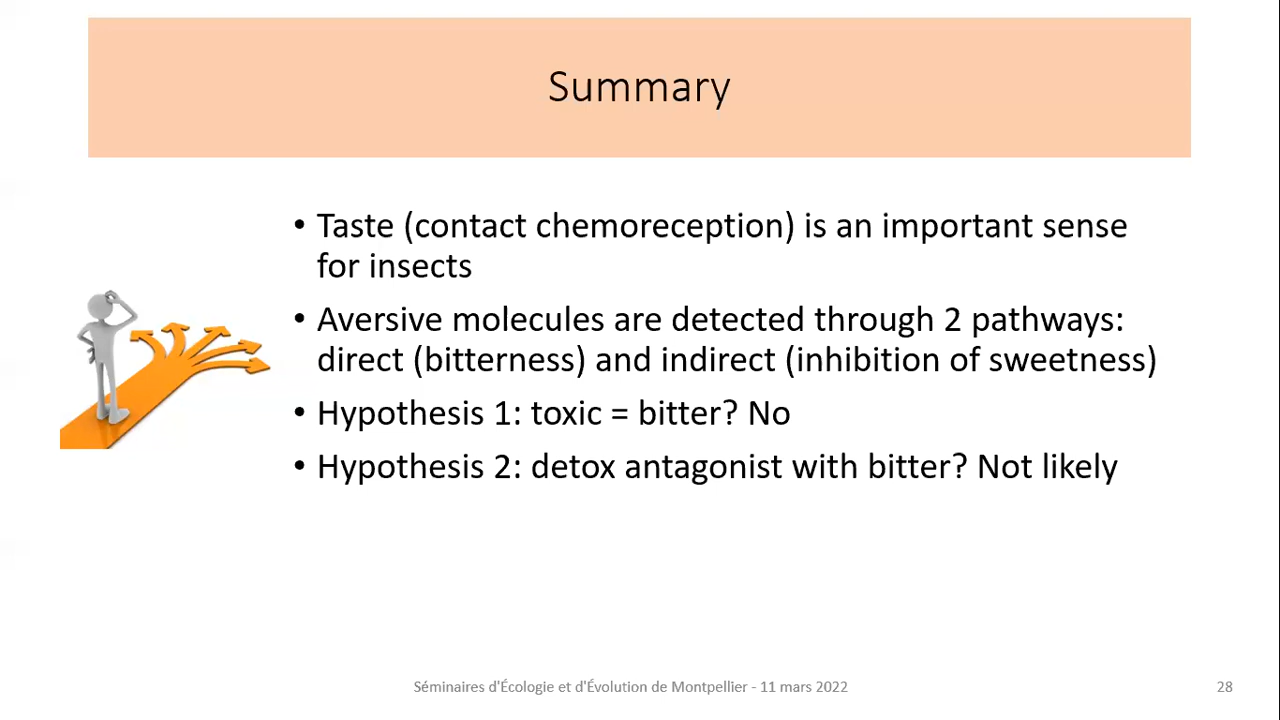 Summary
• Taste (contact chemoreception) is an important sense
for insects
• Aversive molecules are detected through 2 pathways:
direct (bitterness) and indirect (inhibition of sweetness)
• Hypothesis 1: toxic = bitter? No
• Hypothesis 2: detox antagonist with bitter? Not likely
Séminaires d'Écologie et d'Évolution de Montpellier - 11 mars 2022
28